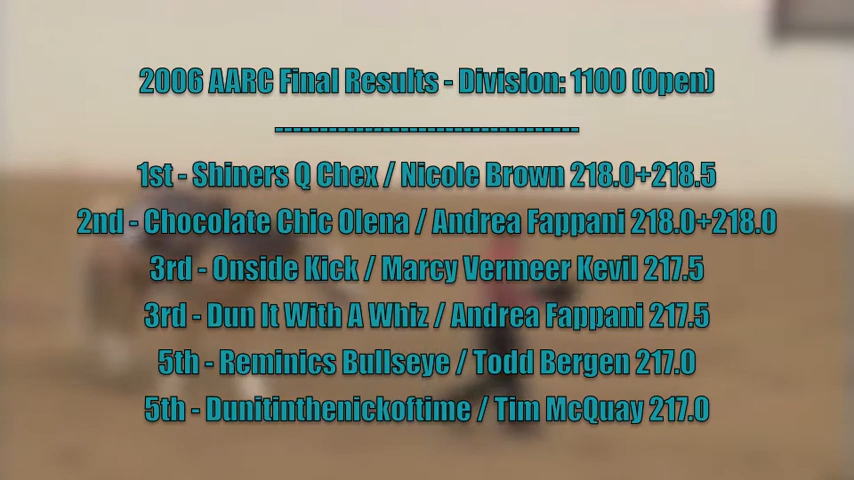 2006 AARC Final Results - Division: 1100 (Open)
----------------------------------
1st - Shiners Q Chex / Nicole Brown 218.0+218.5
2nd - Chocolate Chic Olena / Andrea Fappani 218.0+218.0
3rd - Onside Kick / Marcy Vermeer Kevil 217.5
3rd - Dun It With A Whiz / Andrea Fappani 217.5
5th - Reminics Bullseye / Todd Bergen 217.0
5th - Dunitinthenickoftime / Tim McQuay 217.0